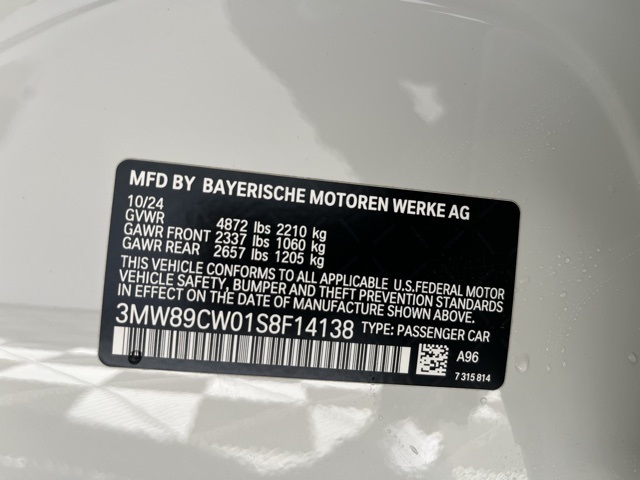 MFD BY BAYERISCHE MOTOREN WERKE AG
10/24
GVWR 4872 lbs 2210 kg
GAWR FRONT 2337 lbs 1060 kg
GAWR REAR 2657 lbs 1205 kg
THIS VEHICLE CONFORMS TO ALL APPLICABLE U.S.FEDERAL MOTOR
VEHICLE SAFETY, BUMPER AND THEFT PREVENTION STANDARDS
IN EFFECT ON THE DATE OF MANUFACTURE SHOWN ABOVE.
3MW89CW01S8F14138 TYPE: PASSENGER CAR
A96
7 315 814